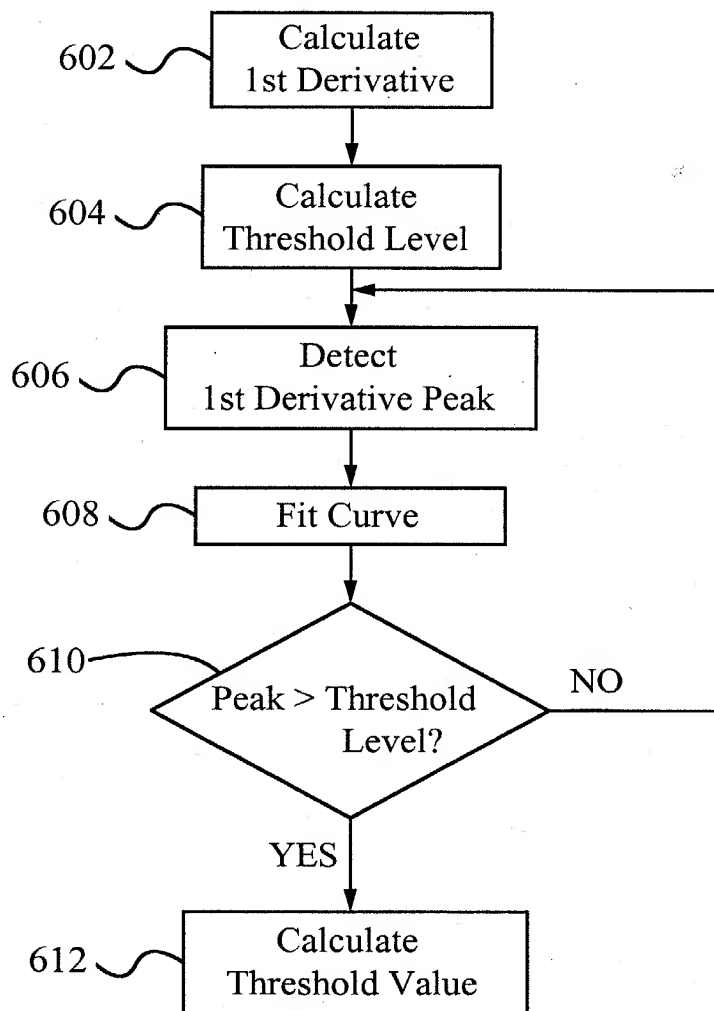 602
Calculate
1st Derivative
604
Calculate
Threshold Level
606
Detect
1st Derivative Peak
608
Fit Curve
610
Peak > Threshold
Level?
NO
YES
612
Calculate
Threshold Value